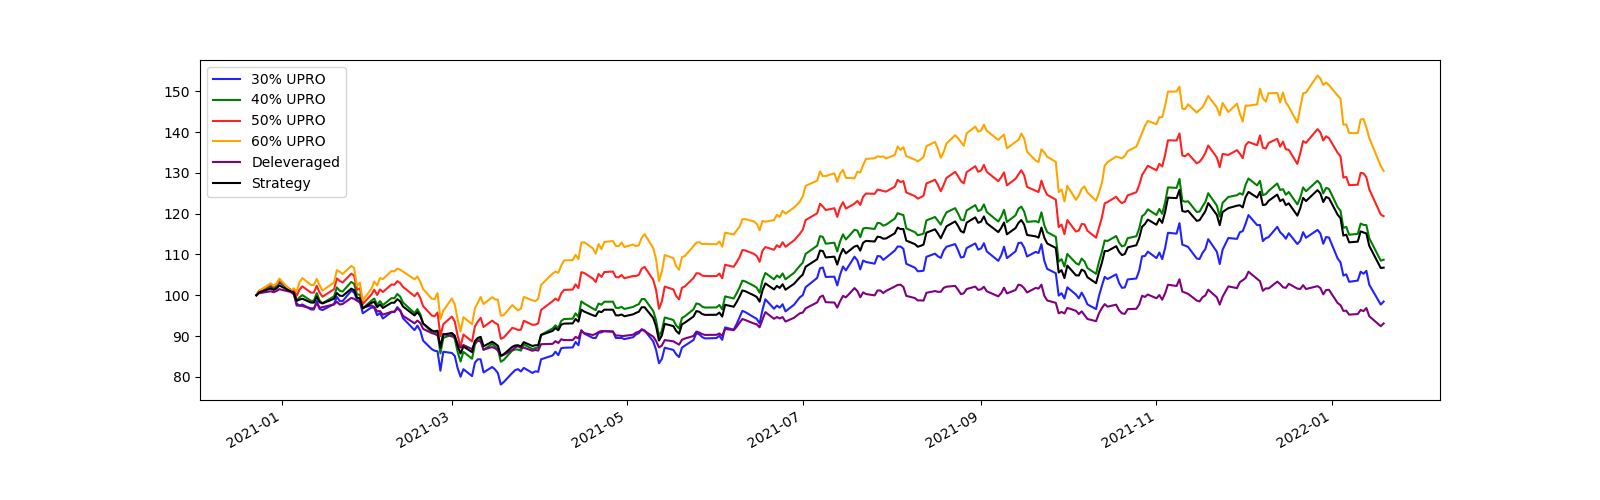 30% UPRO
40% UPRO
50% UPRO
60% UPRO
Deleveraged
Strategy
150
140
130
120
110
100
90
80
2021-01
2021-03
2021-05
2021-07
2021-09
2021-11
2022-01